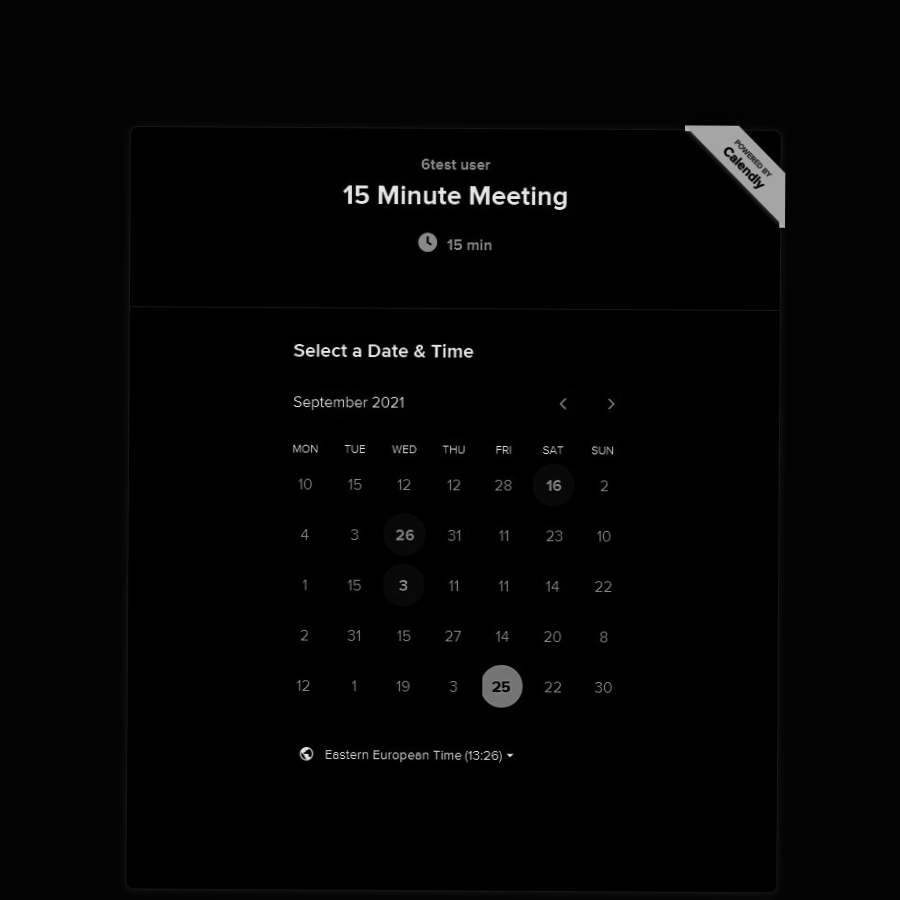 POWERED BY
Calendly
6test user
15 Minute Meeting
15 min
Select a Date & Time
September 2021
MON TUE WED THU FRI SAT SUN
10 15 12 12 28 16 2
4 3 26 31 11 23 10
1 15 3 11 11 14 22
2 31 15 27 14 20 8
12 1 19 3 25 22 30
Eastern European Time (13:26)